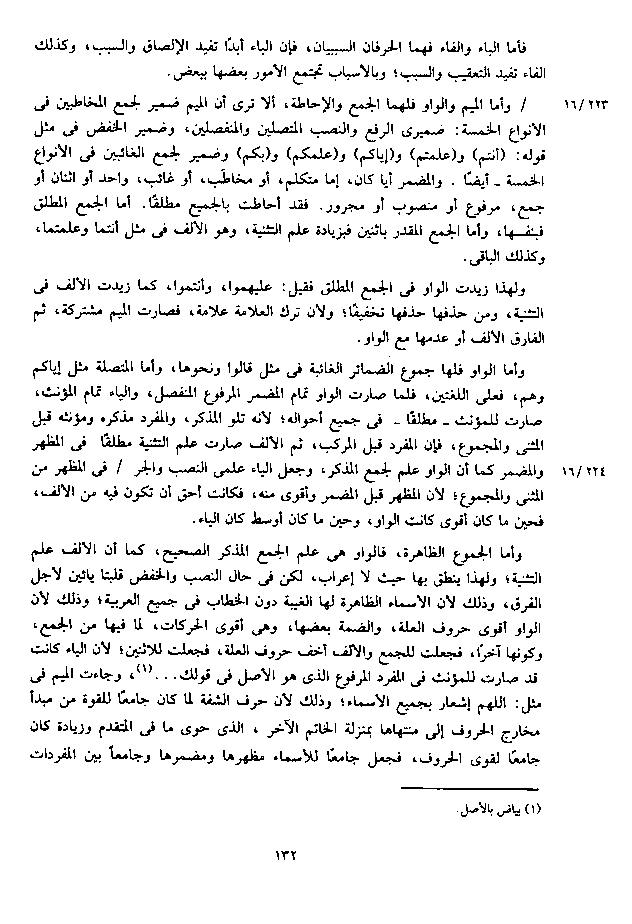 فأما الباء والفاء فهما الحرفان السببيان، فإن الباء أبدًا تفيد الإلصاق والسبب، وكذلك
الفاء تفيد التعقيب والسبب؛ وبالأسباب تجتمع الأمور بعضها ببعض.
١٦/٢٢٣ / وأما الميم والواو فلهما الجمع والإحاطة، ألا ترى أن الميم ضمير لجمع المخاطبين فى
الأنواع الخمسة: ضميرى الرفع والنصب المتصلين والمنفصلين، وضمير الخفض فى مثل
قوله: (أنتم) و(علمتم) و(إياكم) و(علمكم) و(بكم) وضمير لجمع الغائبين فى الأنواع
الخمسة ـ أيضًا . والمضمر أيا كان، إما متكلم، أو مخاطَب، أو غائب، واحد أو اثنان أو
جمع، مرفوع أو منصوب أو مجرور. فقد أحاطت بالجميع مطلقًا. أما الجمع المطلق
فبنفسها، وأما الجمع المقدر باثنين فبزيادة علم التثنية، وهو الألف فى مثل أنتما وعلمتما،
وكذلك الباقى.
ولهذا زيدت الواو فى الجمع المطلق فقيل: عليهموا، وأنتموا، كما زيدت الألف فى
التثنية، ومن حذفها حذفها تخفيفًا؛ ولأن ترك العلامة علامة، فصارت الميم مشتركة، ثم
الفارق الألف أو عدمها مع الواو.
وأما الواو فلها جموع الضمائر الغائبة فى مثل قالوا ونحوها، وأما المتصلة مثل إياكم
وهم، فعلى اللغتين، فلما صارت الواو تمام المضمر المرفوع المنفصل، والياء تمام المؤنث،
صارت للمؤنث ـ مطلقًا ـ فى جميع أحواله؛ لأنه تلو المذكر، والمفرد مذكره ومؤنثه قبل
المثنى والمجموع، فإن المفرد قبل المركب، ثم الألف صارت علم التثنية مطلقًا فى المظهر
١٦/٢٢٤ والمضمر كما أن الواو علم لجمع المذكر، وجعل الياء علمى النصب والجر / فى المظهر من
المثنى والمجموع؛ لأن المظهر قبل المضمر وأقوى منه، فكانت أحق أن تكون فيه من الألف،
فحين ما كان أقوى كانت الواو، وحين ما كان أوسط كان الياء.
وأما الجموع الظاهرة، فالواو هى علم الجمع المذكر الصحيح، كما أن الألف علم
التثنية؛ ولهذا ينطق بها حيث لا إعراب، لكن فى حال النصب والخفض قلبتا يائين لأجل
الفرق، وذلك لأن الأسماء الظاهرة لها الغيبة دون الخطاب فى جميع العربية؛ وذلك لأن
الواو أقوى حروف العلة، والضمة بعضها، وهى أقوى الحركات، لما فيها من الجمع،
وكونها آخرًا، فجعلت للجمع والألف أخف حروف العلة، فجعلت للاثنين؛ لأن الياء كانت
قد صارت للمؤنث فى المفرد المرفوع الذى هو الأصل فى قولك...(١)، وجاءت الميم فى
مثل: اللهم إشعار بجميع الأسماء؛ وذلك لأن حرف الشفة لما كان جامعًا للقوة من مبدأ
مخارج الحروف إلى منتهاها بمنزلة الخاتم الآخر ، الذى حوى ما فى المتقدم وزيادة كان
جامعًا لقوى الحروف، فجعل جامعًا للأسماء مظهرها ومضمرها وجامعاً بين المفردات
(١) بياض بالأصل.
١٣٢